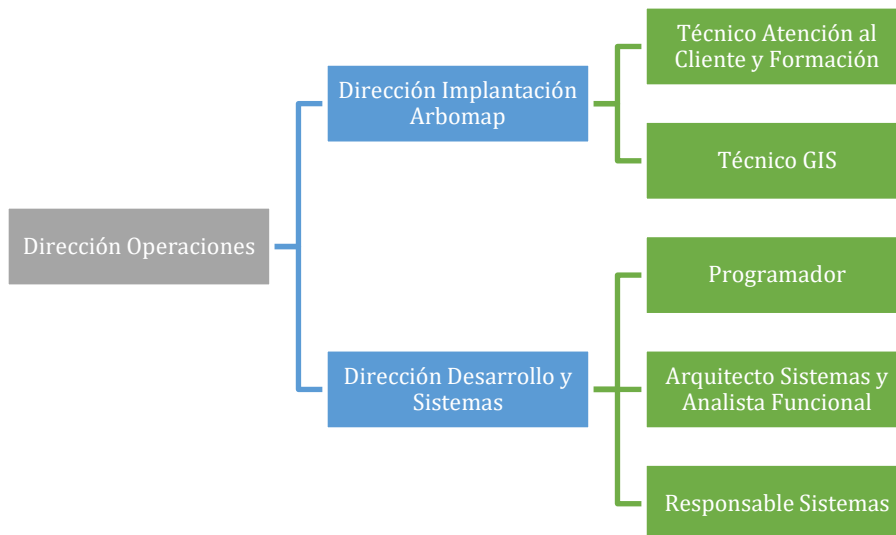 Técnico Atención al
Cliente y Formación
Dirección Implantación
Arbomap
Técnico GIS
Dirección Operaciones
Programador
Dirección Desarrollo y
Sistemas
Arquitecto Sistemas y
Analista Funcional
Responsable Sistemas